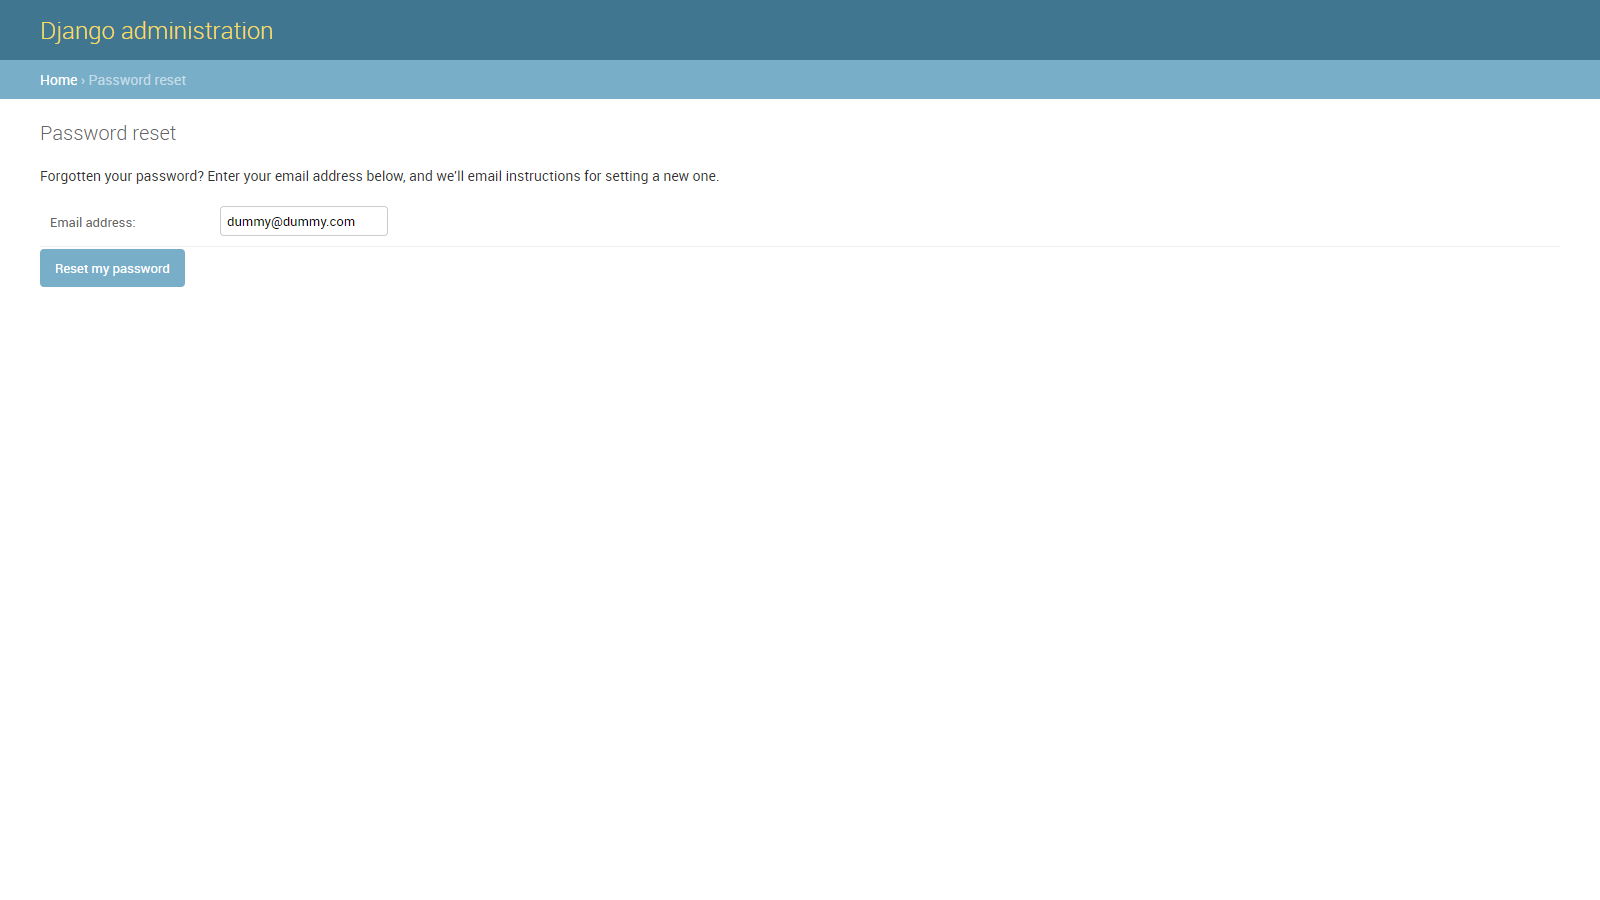 Django administration
Home › Password reset
Password reset
Forgotten your password? Enter your email address below, and we'll email instructions for setting a new one.
Email address: dummy@dummy.com
Reset my password